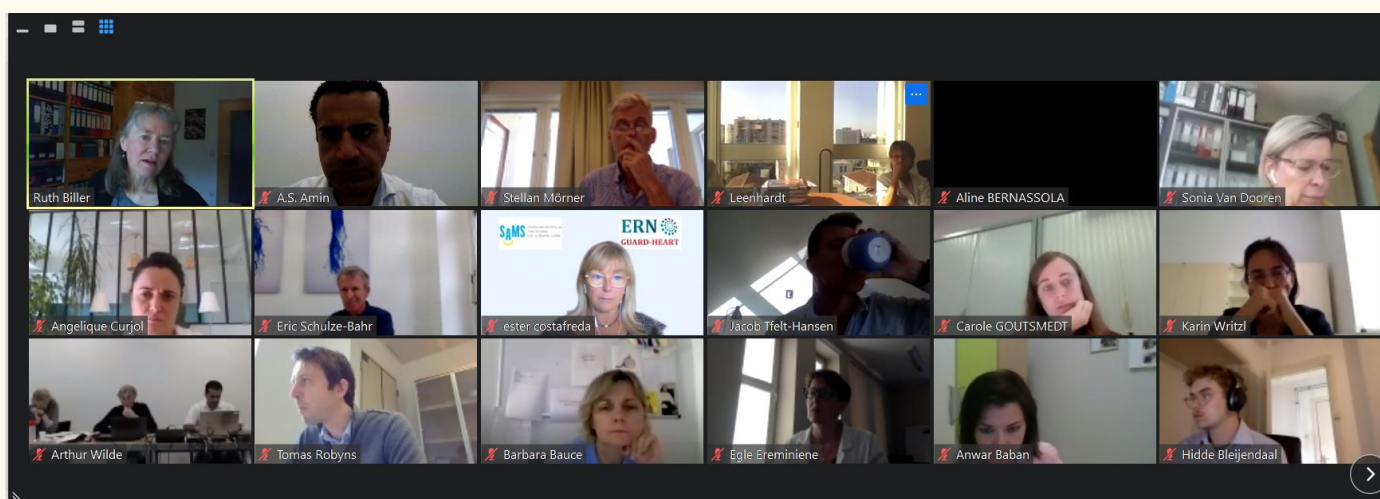 Ruth Biller
A.S. Amin
Stellan Mörner
Leenhardt
Aline BERNASSOLA
Sonia Van Dooren
SAMS
ERN
GUARD-HEART
Angelique Curjol
Eric Schulze-Bahr
ester costafreda
Jacob Tfelt-Hansen
Carole GOUTSMEDT
Karin Writzl
Arthur Wilde
Tomas Robyns
Barbara Bauce
Egle Ereminiene
Anwar Baban
Hidde Bleijendaal